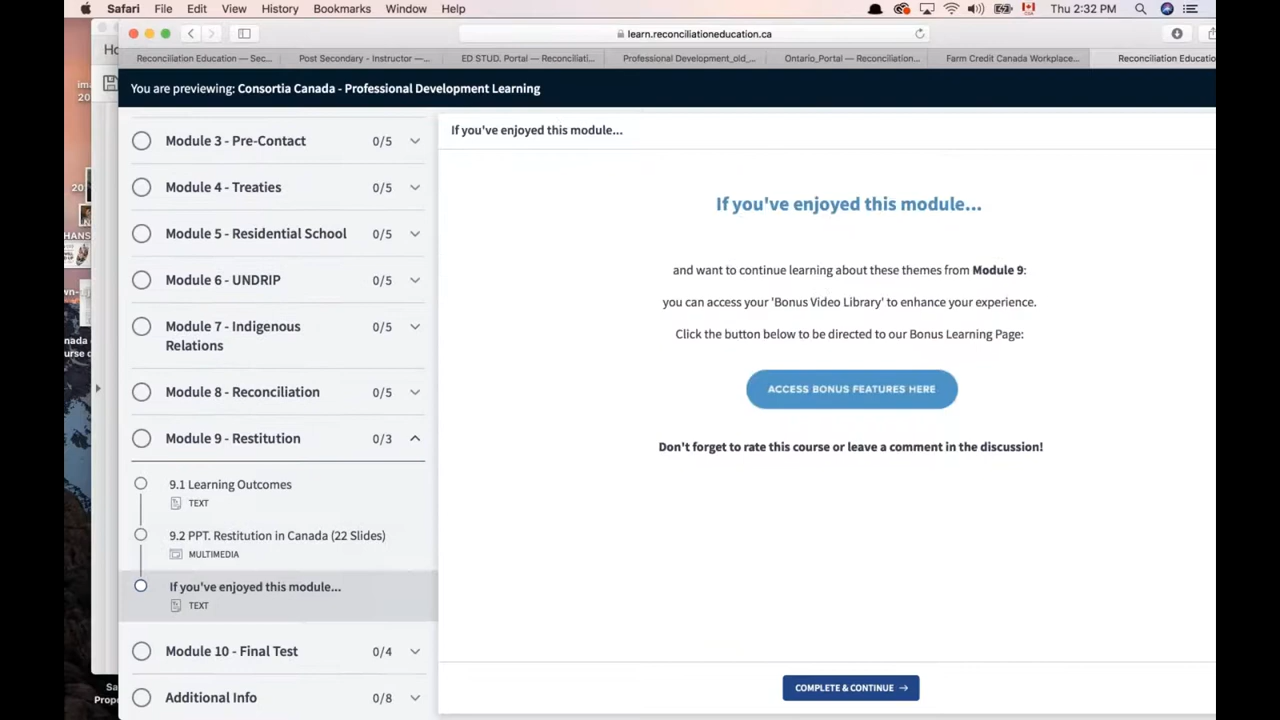 Safari File Edit View History Bookmarks Window Help Thu 2:32 PM
learn.reconciliationeducation.ca
Reconciliation Education — Sec... Post Secondary - Instructor —... ED STUD. Portal — Reconciliati... Professional Development_old_... Ontario_Portal — Reconciliation... Farm Credit Canada Workplace... Reconciliation Educatio
You are previewing: Consortia Canada - Professional Development Learning
Module 3 - Pre-Contact 0/5
Module 4 - Treaties 0/5
Module 5 - Residential School 0/5
Module 6 - UNDRIP 0/5
Module 7 - Indigenous
Relations
0/5
Module 8 - Reconciliation 0/5
Module 9 - Restitution 0/3
9.1 Learning Outcomes
TEXT
9.2 PPT. Restitution in Canada (22 Slides)
MULTIMEDIA
If you've enjoyed this module...
TEXT
Module 10 - Final Test 0/4
Additional Info 0/8
If you've enjoyed this module...
If you've enjoyed this module...
and want to continue learning about these themes from Module 9:
you can access your 'Bonus Video Library' to enhance your experience.
Click the button below to be directed to our Bonus Learning Page:
ACCESS BONUS FEATURES HERE
Don't forget to rate this course or leave a comment in the discussion!
COMPLETE & CONTINUE →